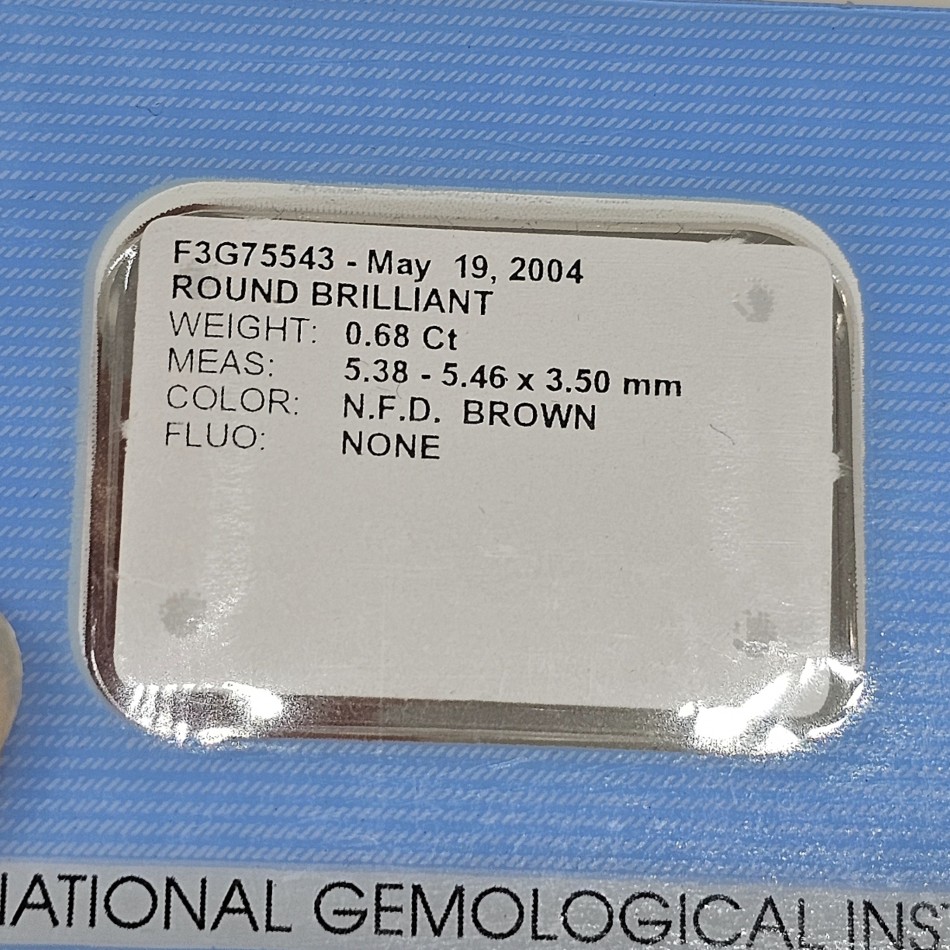 F3G75543 - May 19, 2004
ROUND BRILLIANT
WEIGHT: 0.68 Ct
MEAS: 5.38 - 5.46 x 3.50 mm
COLOR: N.F.D. BROWN
FLUO: NONE
NATIONAL GEMOLOGICAL INS